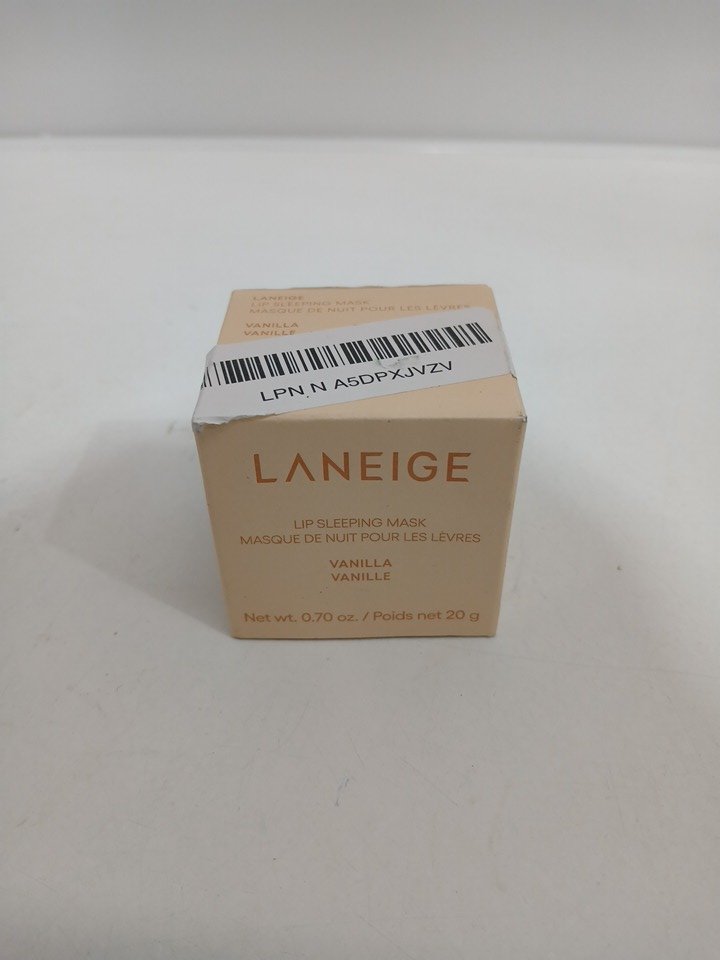 LANEIGE
LIP SLEEPING MASK
MASQUE DE NUIT POUR LES LÈVRES
VANILLA
VANILLE
LPN N A5DPXJVZV
LANEIGE
LIP SLEEPING MASK
MASQUE DE NUIT POUR LES LÈVRES
VANILLA
VANILLE
Net wt. 0.70 oz. / Poids net 20 g